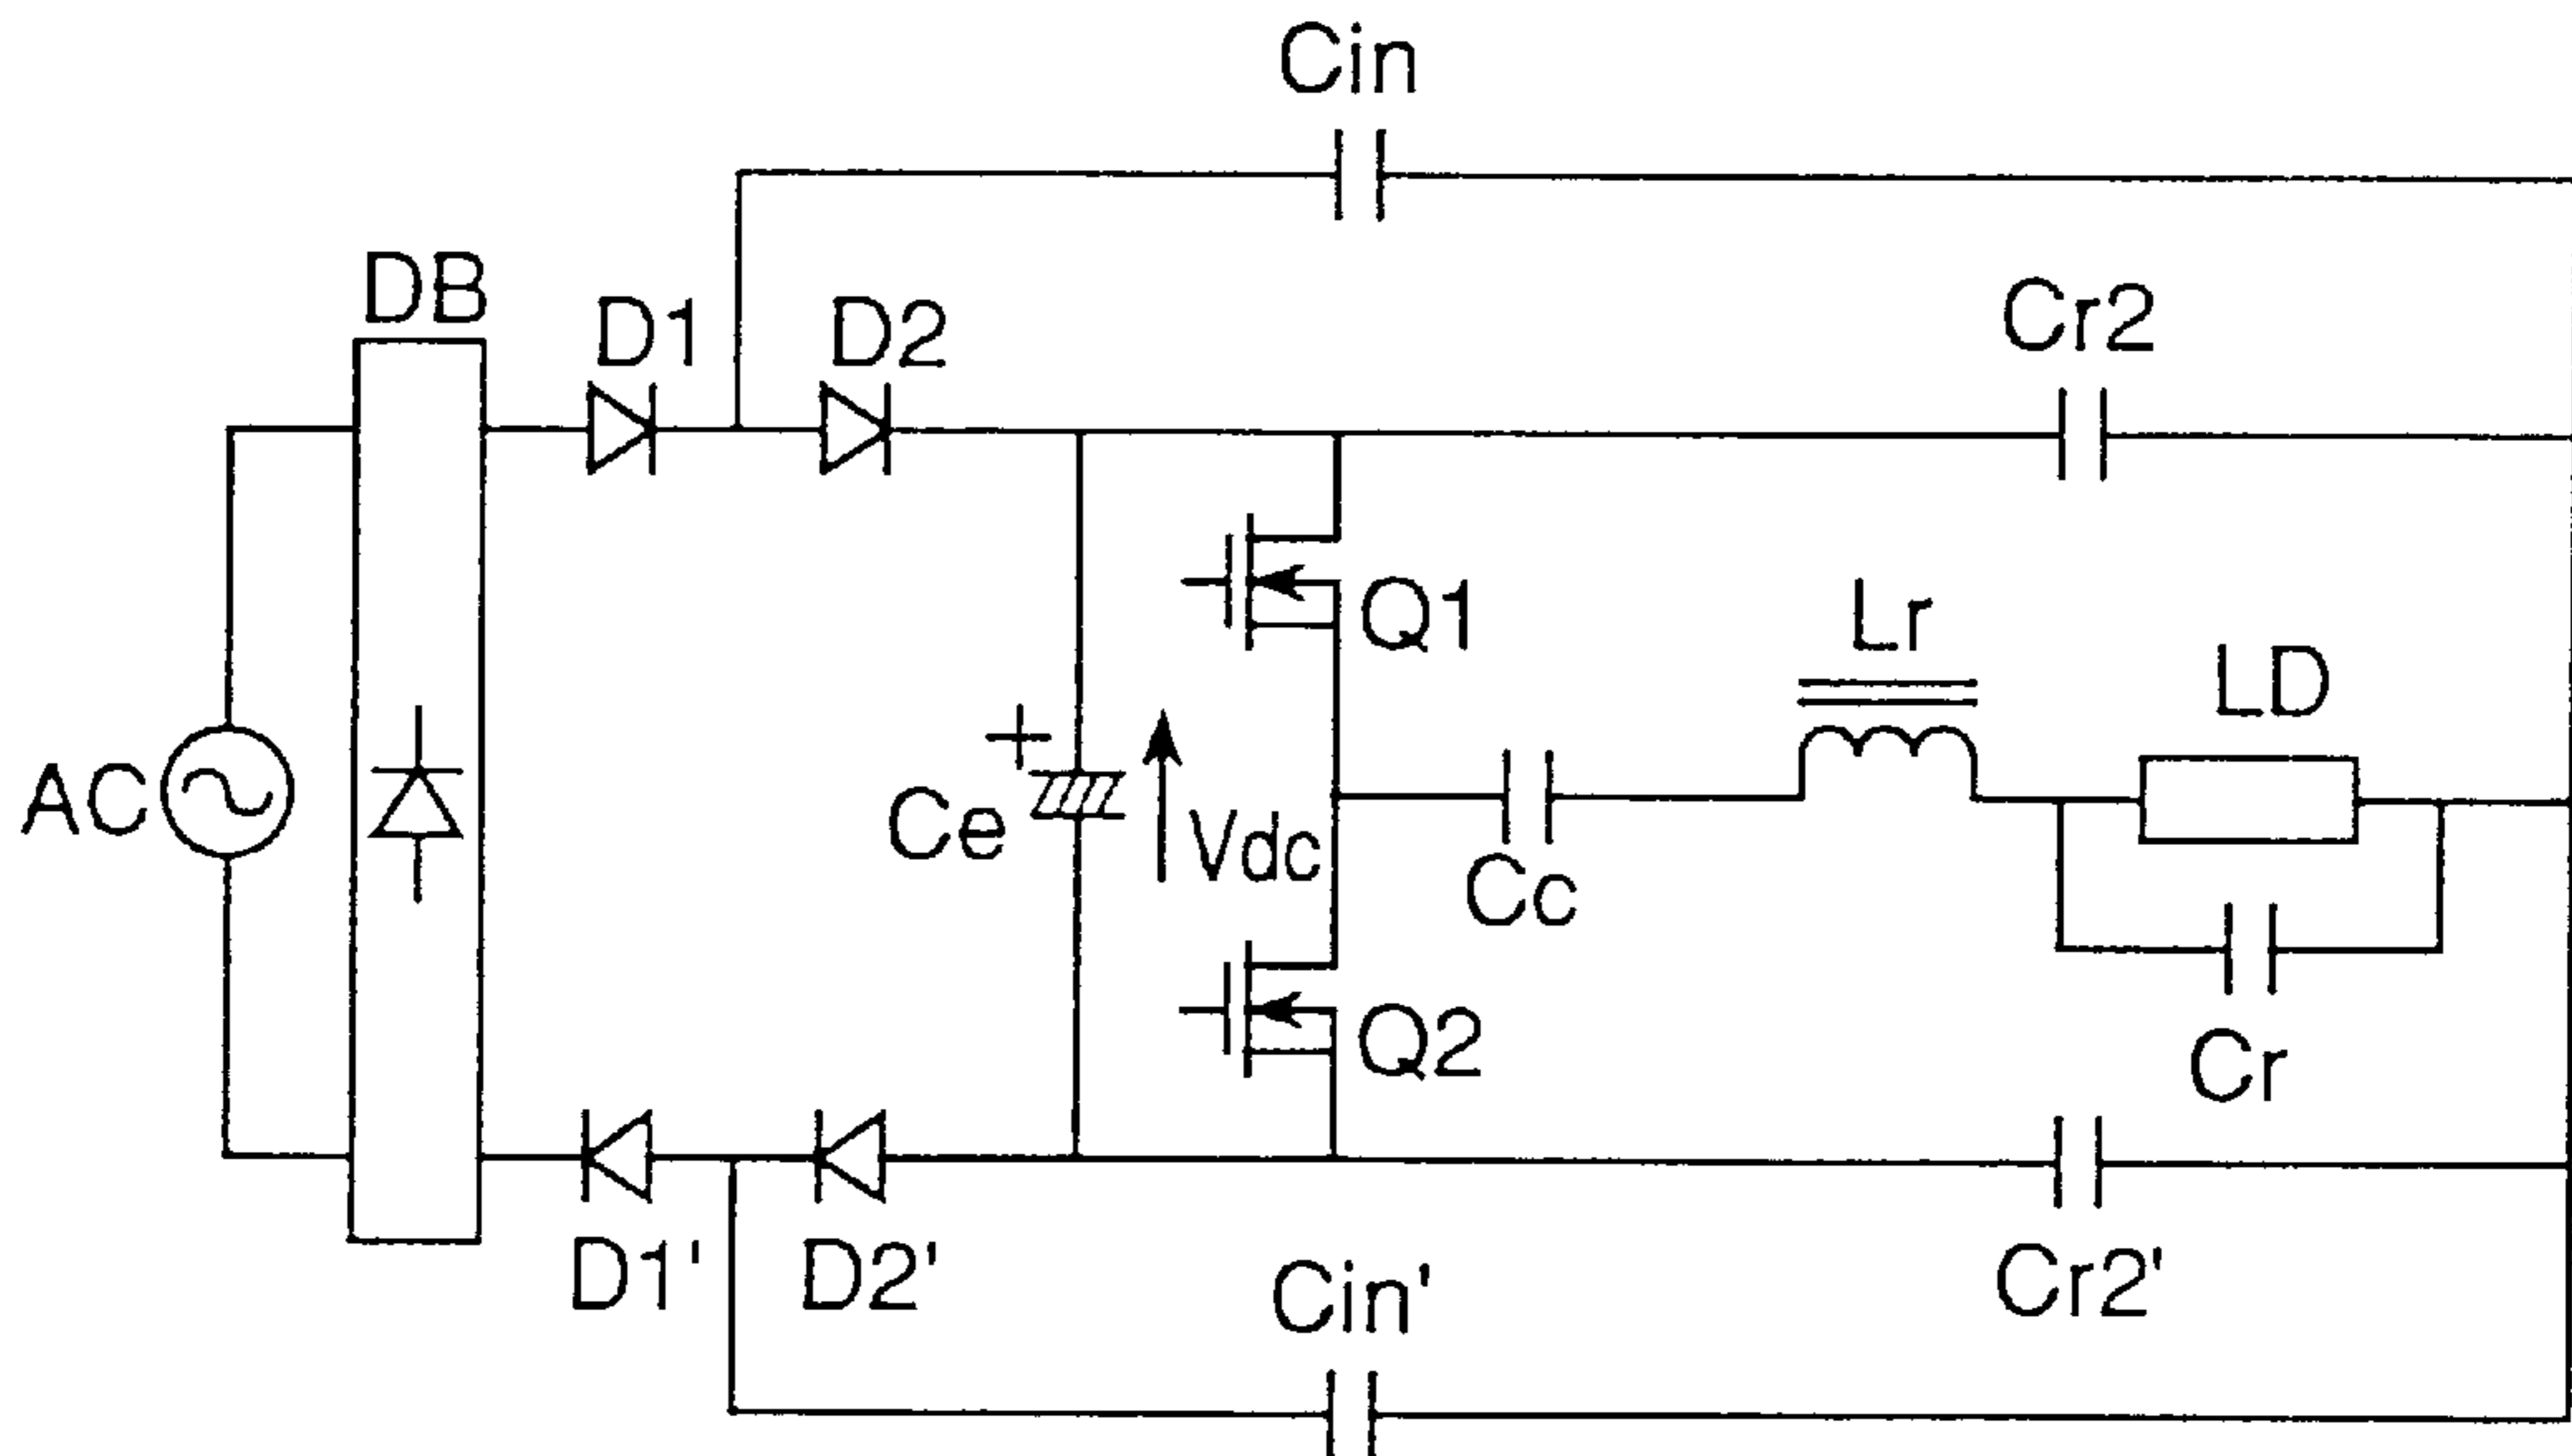 Cin
Cr2
DB
D1
D2
Q1
Lr
LD
AC
+
Ce
Vdc
Cc
Q2
Cr
D1'
D2'
Cin'
Cr2'